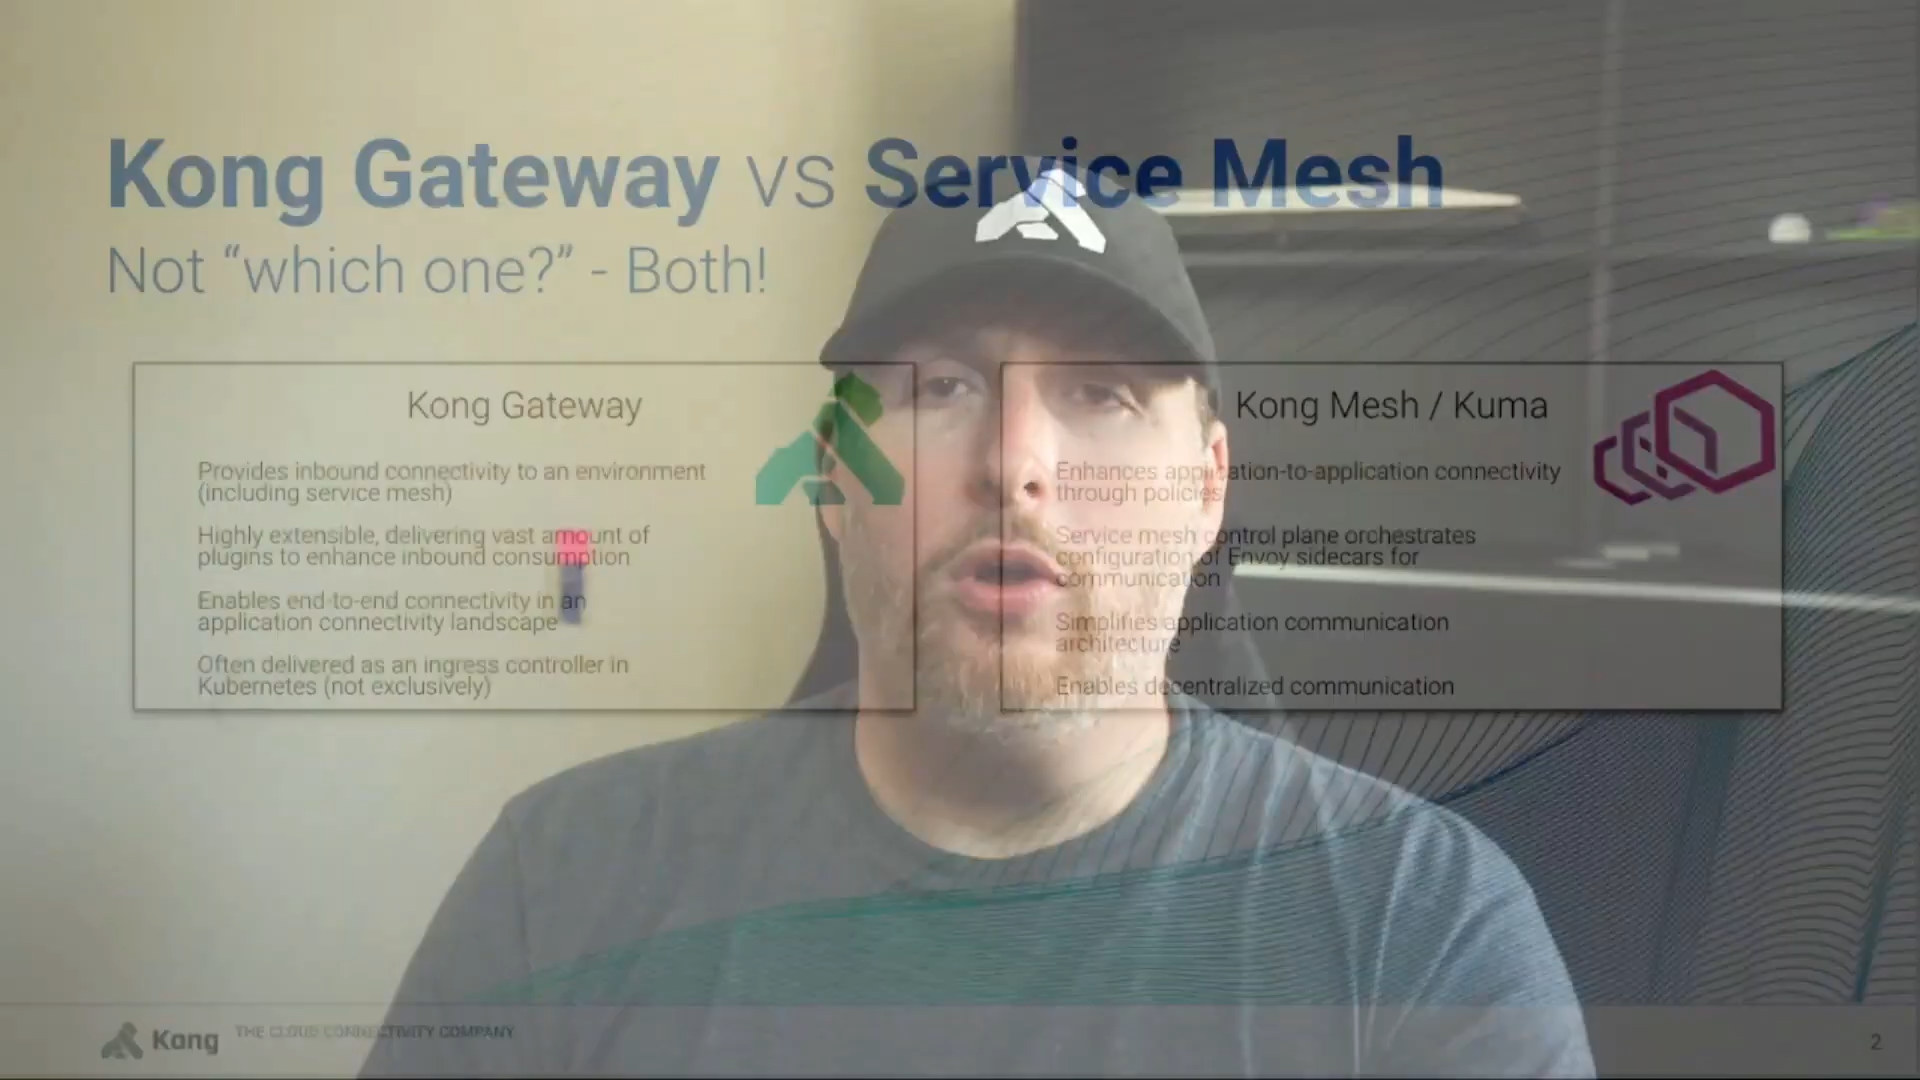 Kong Gateway vs Service Mesh
Not “which one?” - Both!
Kong Gateway
Provides inbound connectivity to an environment
(including service mesh)
Highly extensible, delivering vast amount of
plugins to enhance inbound consumption
Enables end-to-end connectivity in an
application connectivity landscape
Often delivered as an ingress controller in
Kubernetes (not exclusively)
Kong Mesh / Kuma
Enhances application-to-application connectivity
through policies
Service mesh control plane orchestrates
configuration of Envoy sidecars for
communication
Simplifies application communication
architecture
Enables decentralized communication
Kong THE CLOUD CONNECTIVITY COMPANY
2